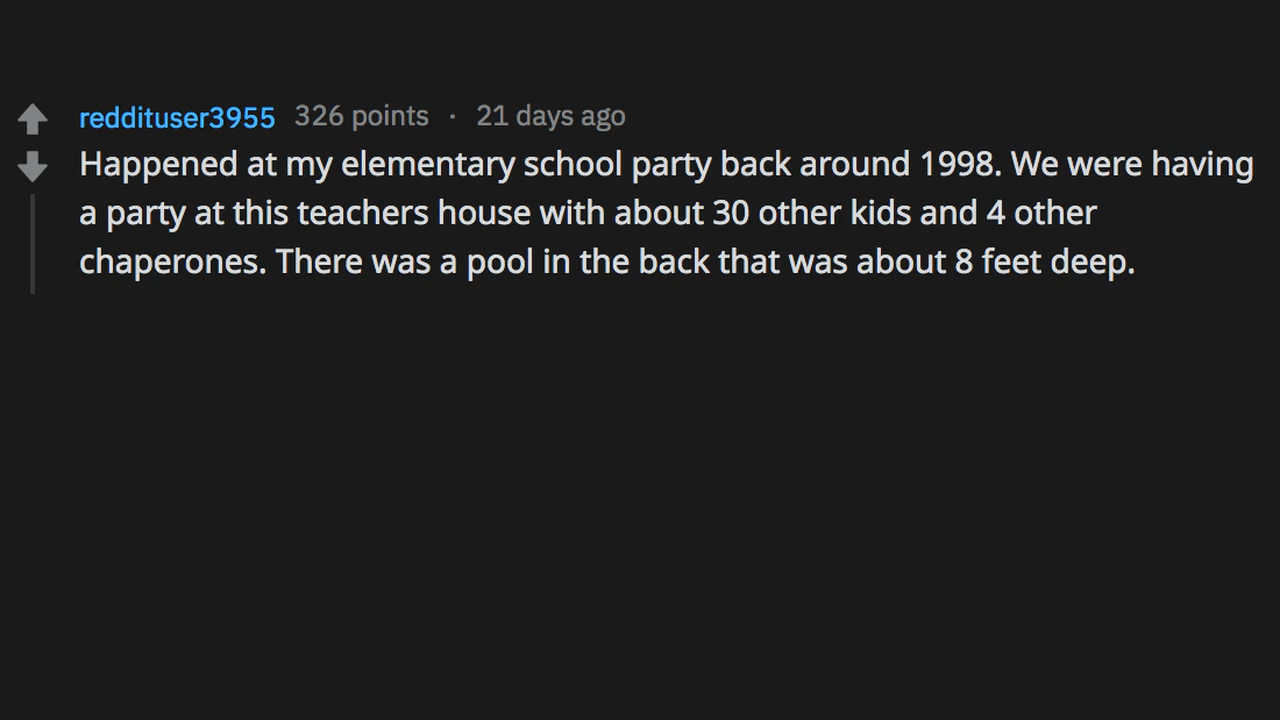 reddituser3955 326 points · 21 days ago
Happened at my elementary school party back around 1998. We were having
a party at this teachers house with about 30 other kids and 4 other
chaperones. There was a pool in the back that was about 8 feet deep.